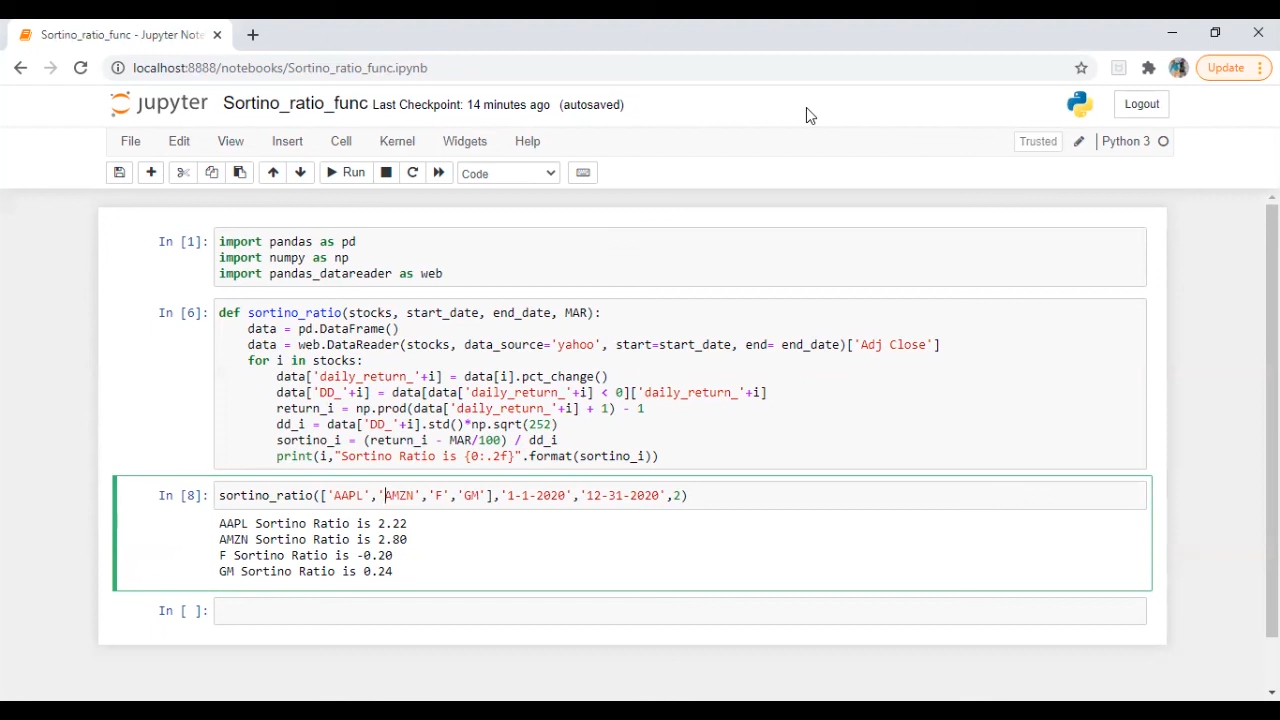 Sortino_ratio_func - Jupyter Note
localhost:8888/notebooks/Sortino_ratio_func.ipynb
Update
jupyter Sortino_ratio_func Last Checkpoint: 14 minutes ago (autosaved)
Logout
File Edit View Insert Cell Kernel Widgets Help
Trusted Python 3
Run Code
In [1]: import pandas as pd
import numpy as np
import pandas_datareader as web
In [6]: def sortino_ratio(stocks, start_date, end_date, MAR):
data = pd.DataFrame()
data = web.DataReader(stocks, data_source='yahoo', start=start_date, end= end_date)['Adj Close']
for i in stocks:
data['daily_return_'+i] = data[i].pct_change()
data['DD_'+i] = data[data['daily_return_'+i] < 0]['daily_return_'+i]
return_i = np.prod(data['daily_return_'+i] + 1) - 1
dd_i = data['DD_'+i].std()*np.sqrt(252)
sortino_i = (return_i - MAR/100) / dd_i
print(i,"Sortino Ratio is {0:.2f}".format(sortino_i))
In [8]: sortino_ratio(['AAPL','AMZN','F','GM'],'1-1-2020','12-31-2020',2)
AAPL Sortino Ratio is 2.22
AMZN Sortino Ratio is 2.80
F Sortino Ratio is -0.20
GM Sortino Ratio is 0.24
In [ ]: